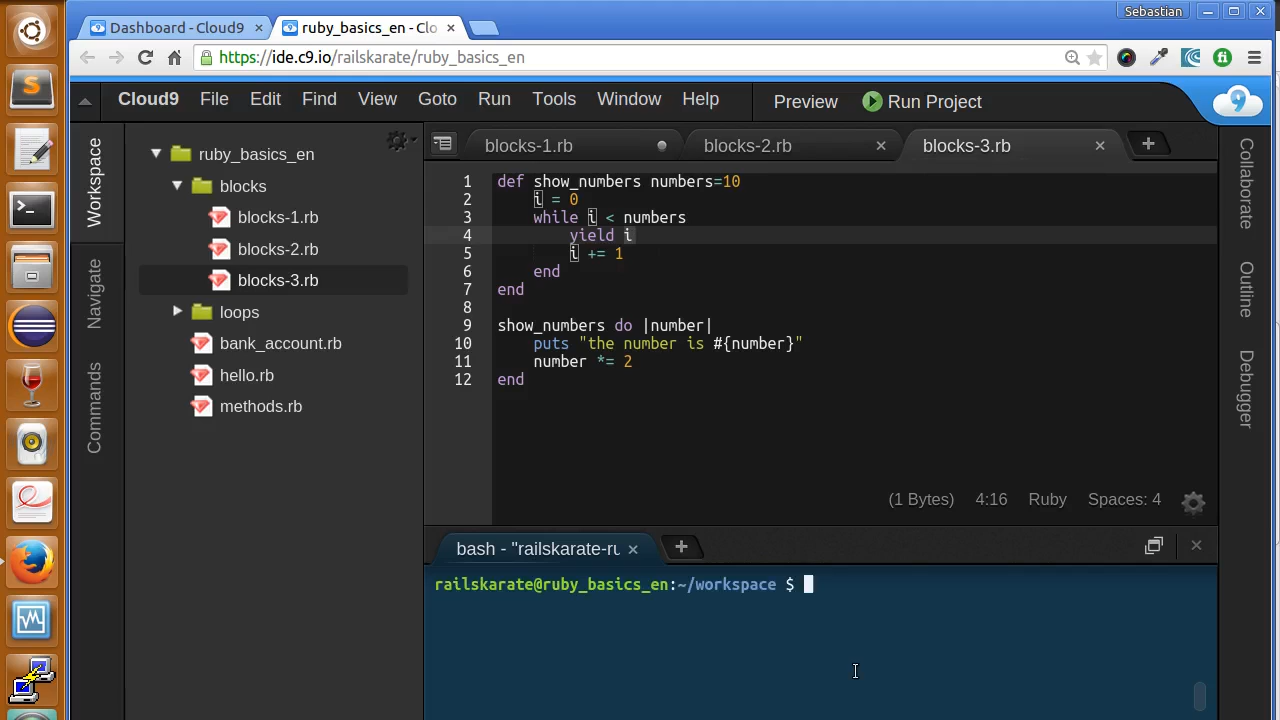 Sebastian
Dashboard - Cloud9
ruby_basics_en - Clo
https://ide.c9.io/railskarate/ruby_basics_en
Cloud9 File Edit Find View Goto Run Tools Window Help Preview Run Project
Workspace
Navigate
Commands
ruby_basics_en
blocks
blocks-1.rb
blocks-2.rb
blocks-3.rb
loops
bank_account.rb
hello.rb
methods.rb
blocks-1.rb
blocks-2.rb
blocks-3.rb
1 def show_numbers numbers=10
2     i = 0
3     while i < numbers
4         yield i
5         i += 1
6     end
7 end
8
9 show_numbers do |number|
10     puts "the number is #{number}"
11     number *= 2
12 end
(1 Bytes) 4:16 Ruby Spaces: 4
Collaborate
Outline
Debugger
bash - "railskarate-ru
railskarate@ruby_basics_en:~/workspace $